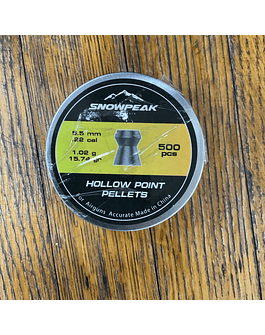 SNOWPEAK
5.5 mm
.22 cal
1.02 g
15.74 gr
500
pcs
HOLLOW POINT
PELLETS
For Airguns Accurate Made in China